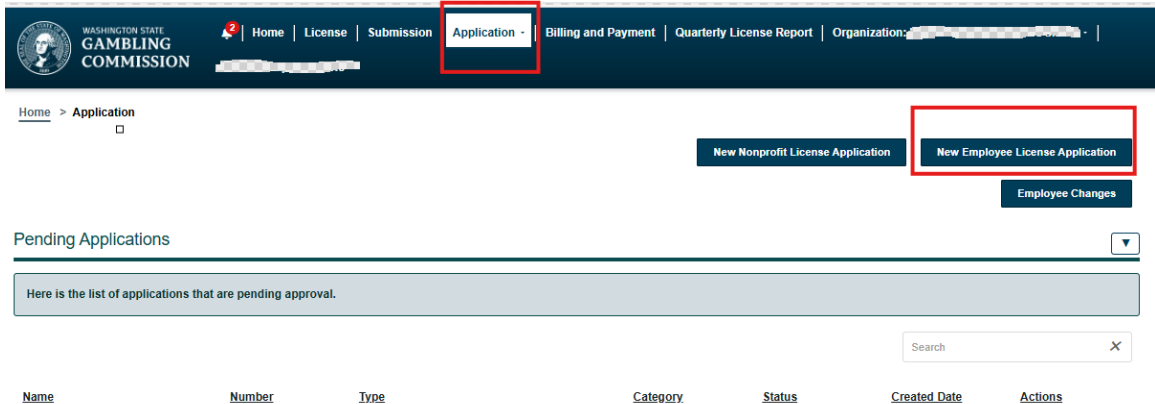 WASHINGTON STATE
GAMBLING
COMMISSION
2 | Home | License | Submission | Application - | Billing and Payment | Quarterly License Report | Organization: - |
Home > Application
New Nonprofit License Application New Employee License Application
Employee Changes
Pending Applications ▼
Here is the list of applications that are pending approval.
Search ×
Name Number Type Category Status Created Date Actions